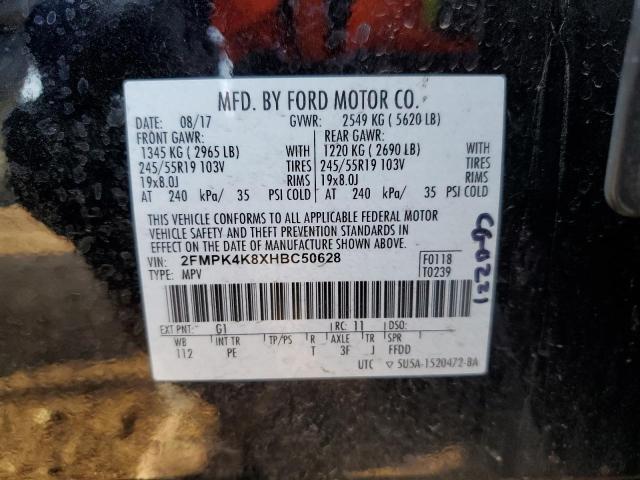 MFD. BY FORD MOTOR CO.
DATE: 08/17 GVWR: 2549 KG ( 5620 LB)
FRONT GAWR: REAR GAWR:
1345 KG ( 2965 LB) WITH 1220 KG ( 2690 LB) WITH
245/55R19 103V TIRES 245/55R19 103V TIRES
19x8.0J RIMS 19x8.0J RIMS
AT 240 kPa/ 35 PSI COLD AT 240 kPa/ 35 PSI COLD
THIS VEHICLE CONFORMS TO ALL APPLICABLE FEDERAL MOTOR
VEHICLE SAFETY AND THEFT PREVENTION STANDARDS IN
EFFECT ON THE DATE OF MANUFACTURE SHOWN ABOVE.
VIN: 2FMPK4K8XHBC50628 F0118
TYPE: MPV T0239
EXT PNT: G1 RC: 11 DSO:
WB INT TR TP/PS R AXLE TR SPR
112 PE T 3F J FFDD
UTC ▽ 5U5A-1520472-BA
CG-0231